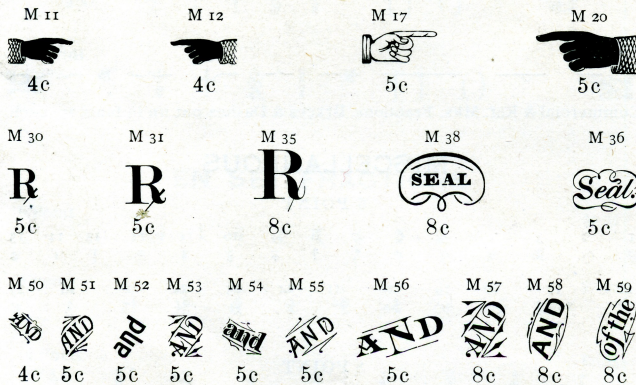 M 11 M 12 M 17 M 20
4c 4c 5c 5c
M 30 M 31 M 35 M 38 M 36
R R R SEAL Seal.
5c 5c 8c 8c 5c
M 50 M 51 M 52 M 53 M 54 M 55 M 56 M 57 M 58 M 59
AND AND and AND and AND AND AND AND of the
4c 5c 5c 5c 5c 5c 5c 8c 8c 8c